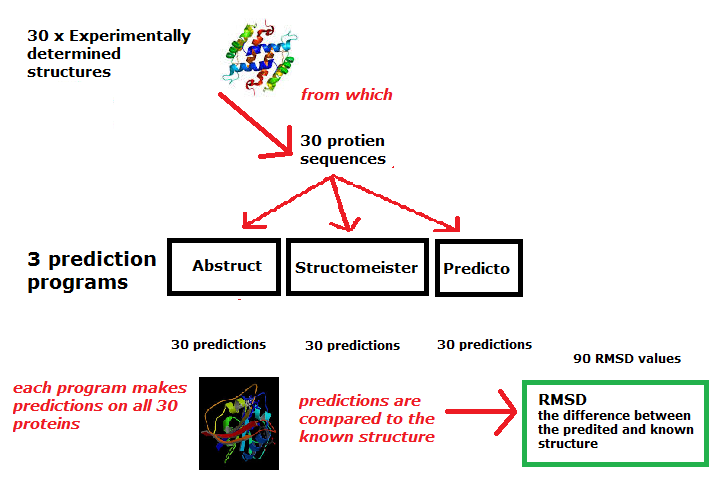 30 x Experimentally
determined
structures
from which
30 protien
sequences
3 prediction
programs
Abstruct
Structomeister
Predicto
30 predictions
30 predictions
30 predictions
90 RMSD values
each program makes
predictions on all 30
proteins
predictions are
compared to the
known structure
RMSD
the difference between
the predited and known
structure